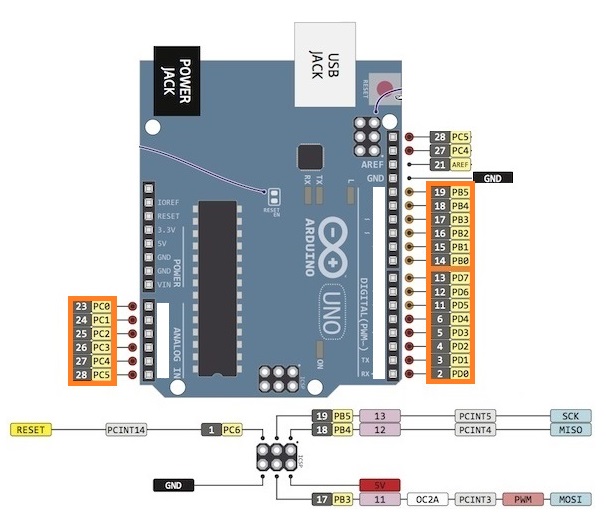 POWER JACK
USB JACK
RESET
28 PC5
27 PC4
AREF 21 AREF
GND GND
19 PB5
18 PB4
17 PB3
16 PB2
15 PB1
14 PB0
13 PD7
12 PD6
11 PD5
6 PD4
5 PD3
4 PD2
TX 3 PD1
RX 2 PD0
RX
TX
L
RESET EN
IOREF
RESET
3.3V
5V
GND
GND
VIN
POWER
ARDUINO
UNO
DIGITAL(PWM~)
ANALOG IN
ON
ICSP
23 PC0
24 PC1
25 PC2
26 PC3
27 PC4
28 PC5
19 PB5 13 PCINT5 SCK
18 PB4 12 PCINT4 MISO
RESET PCINT14 1 PC6
ICSP
GND 5V
17 PB3 11 OC2A PCINT3 PWM MOSI